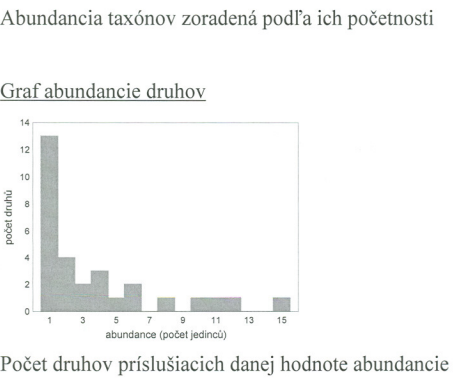 Abundancia taxónov zoradená podľa ich početnosti
Graf abundancie druhov
14
12
10
8
6
4
2
0
počet druhů
1 3 5 7 9 11 13 15
abundance (počet jedinců)
Počet druhov príslušiacich danej hodnote abundancie